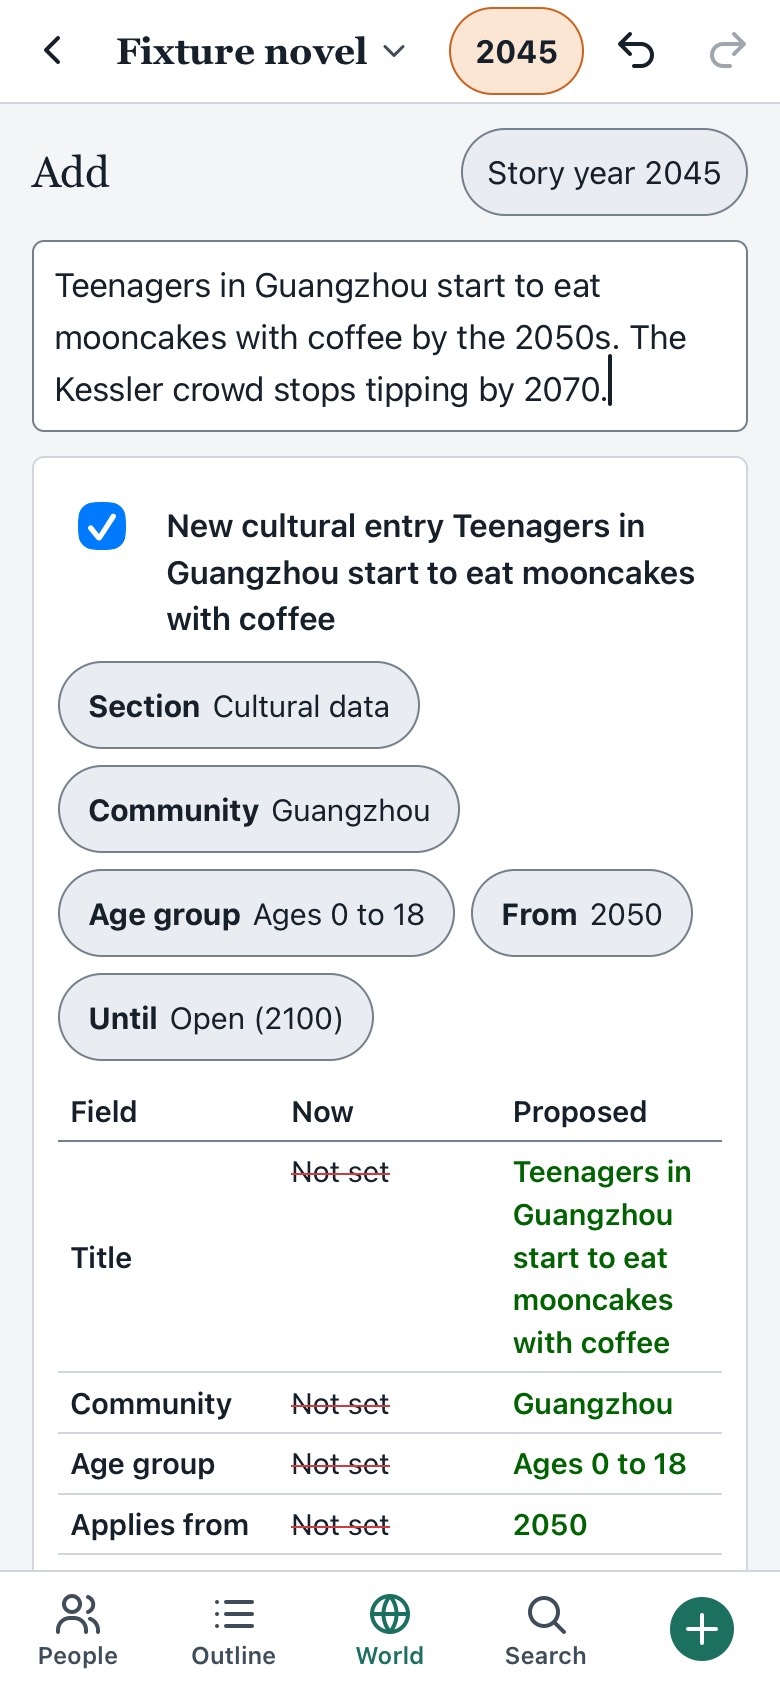 Fixture novel
2045
Add
Story year 2045
Teenagers in Guangzhou start to eat
mooncakes with coffee by the 2050s. The
Kessler crowd stops tipping by 2070.
New cultural entry Teenagers in
Guangzhou start to eat mooncakes
with coffee
Section Cultural data
Community Guangzhou
Age group Ages 0 to 18
From 2050
Until Open (2100)
Field Now Proposed
Title Not set Teenagers in
Guangzhou
start to eat
mooncakes
with coffee
Community Not set Guangzhou
Age group Not set Ages 0 to 18
Applies from Not set 2050
People Outline World Search